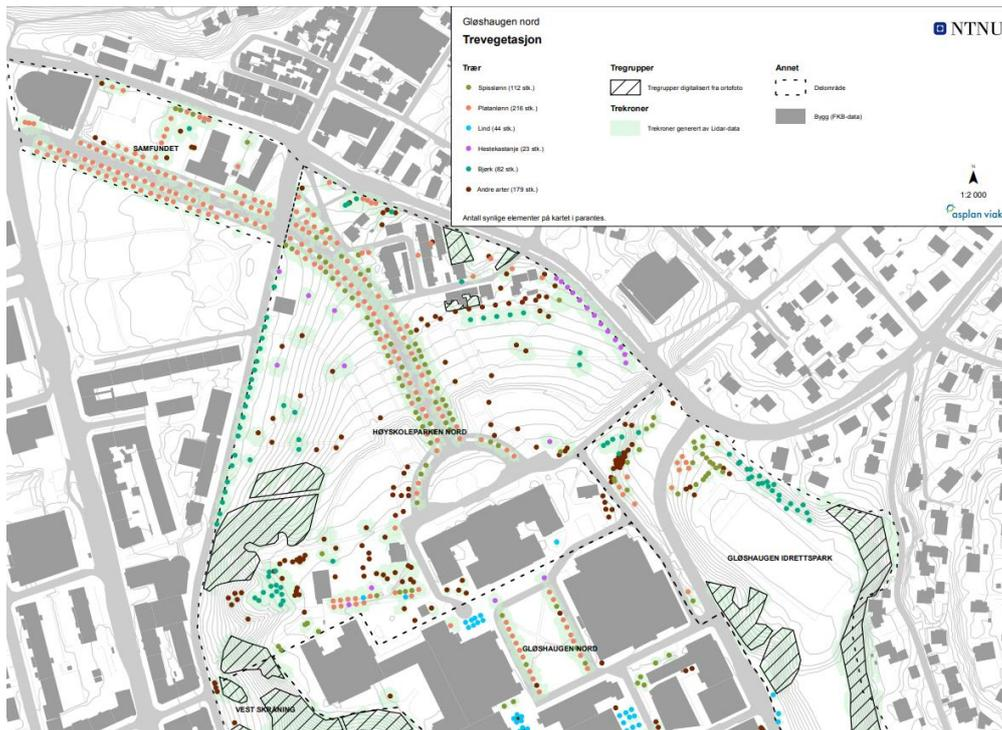 Gløshaugen nord
Trevegetasjon
NTNU
Trær
Spisslønn (112 stk.)
Platanlønn (216 stk.)
Lind (44 stk.)
Hestekastanje (23 stk.)
Bjørk (82 stk.)
Andre arter (179 stk.)
Tregrupper
Tregrupper digitalisert fra ortofoto
Trekroner
Trekroner generert av Lidar-data
Annet
Delområde
Bygg (FKB-data)
N
1:2 000
asplan viak
Antall synlige elementer på kartet i parantes.
SAMFUNDET
HØYSKOLEPARKEN NORD
GLØSHAUGEN IDRETTSPARK
GLØSHAUGEN NORD
VEST SKRÅNING